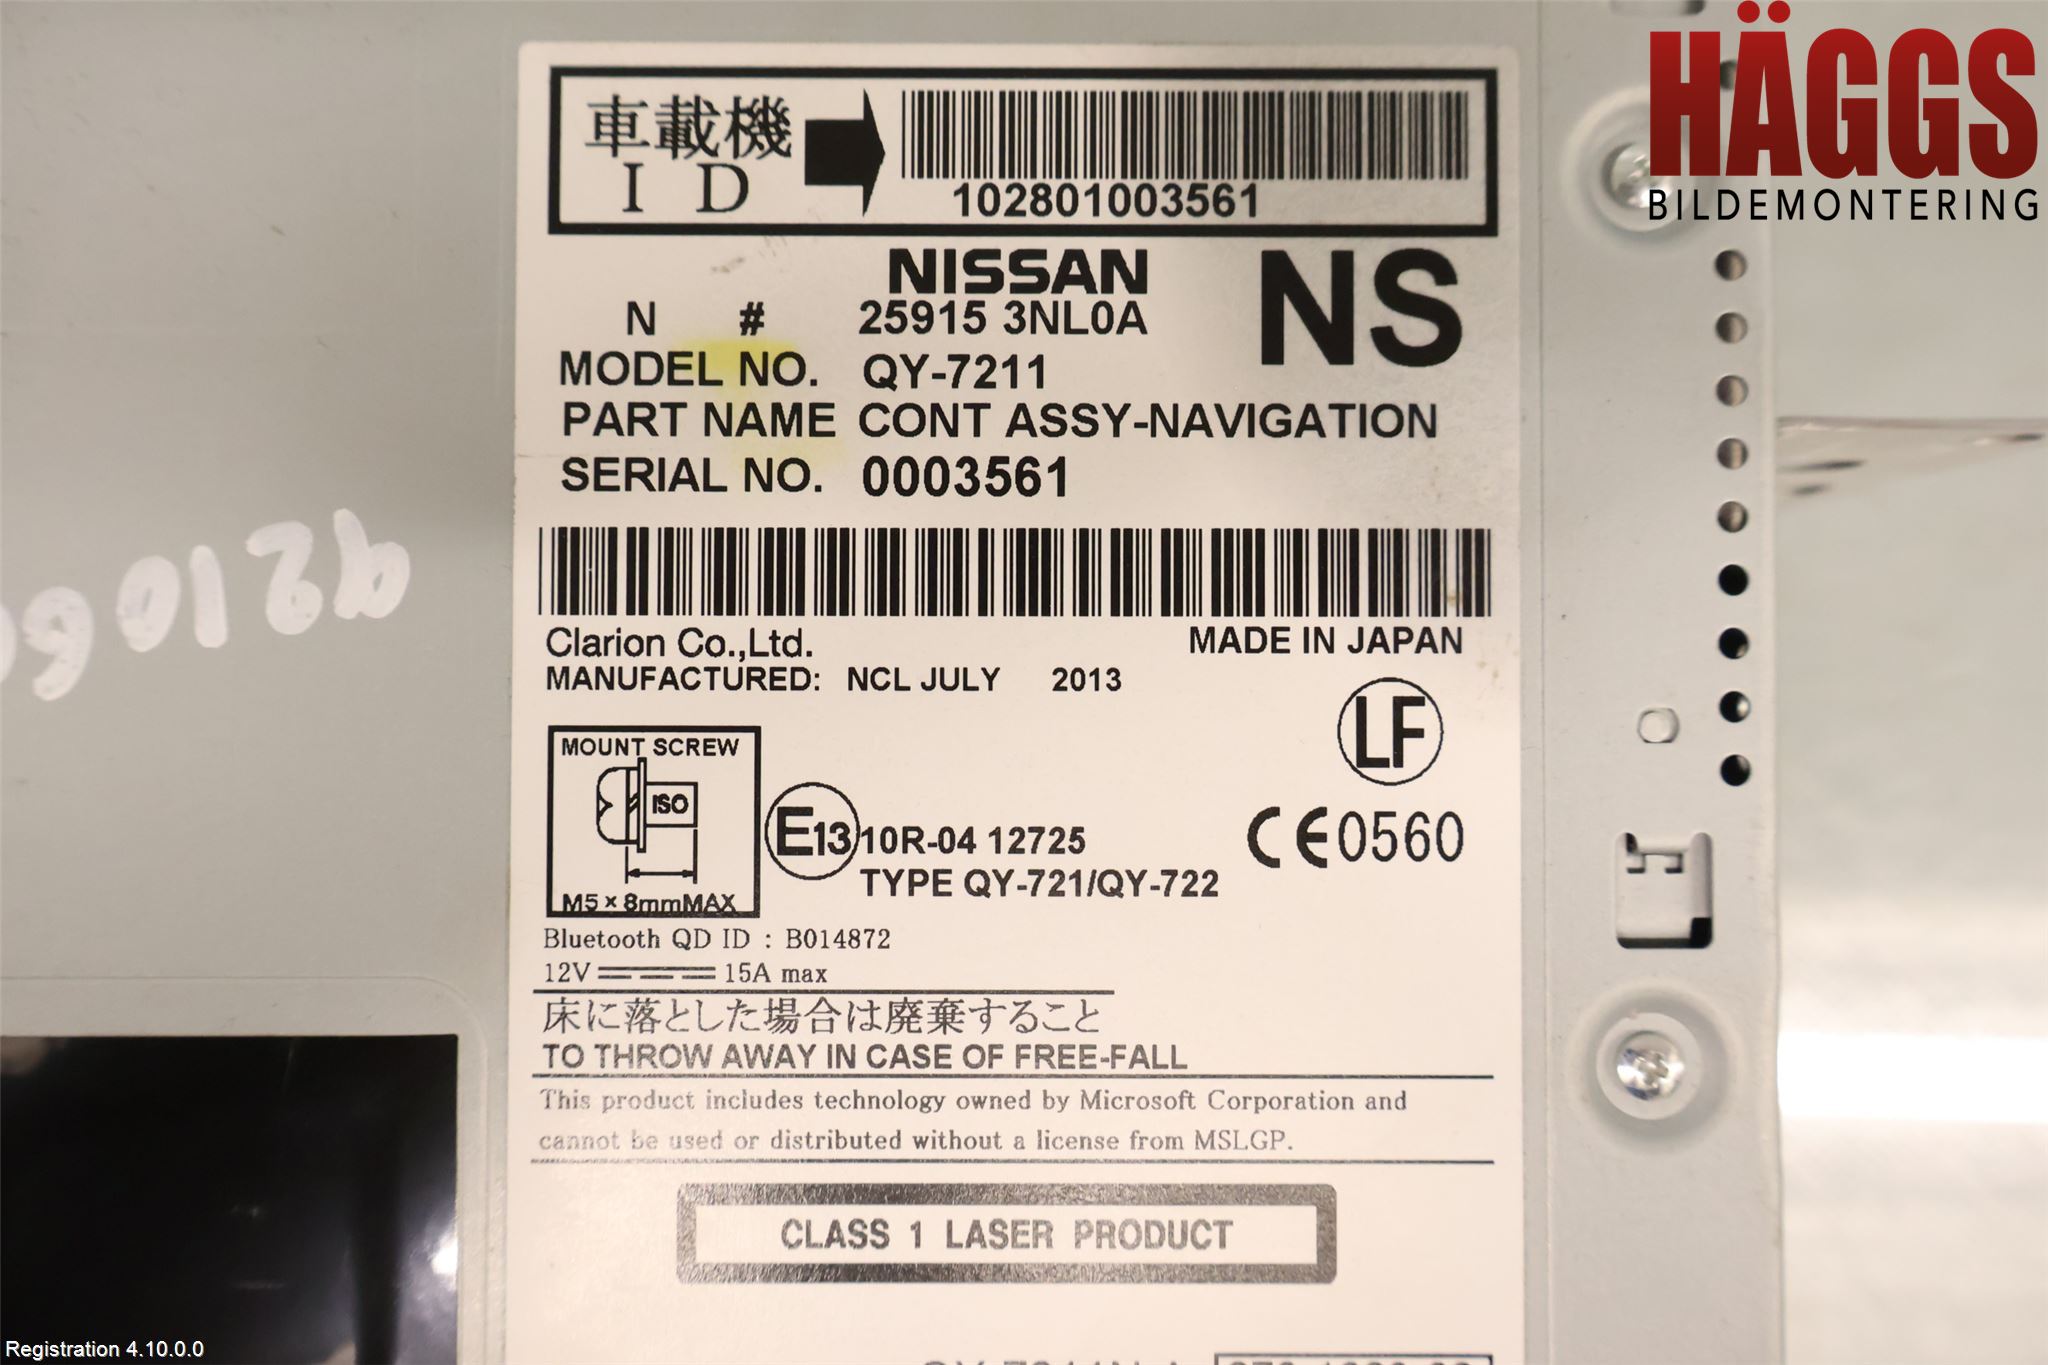 HÄGGS
BILDEMONTERING
車載機
ID
102801003561
NISSAN
NS
N # 25915 3NL0A
MODEL NO. QY-7211
PART NAME CONT ASSY-NAVIGATION
SERIAL NO. 0003561
92106
Clarion Co.,Ltd. MADE IN JAPAN
MANUFACTURED: NCL JULY 2013
LF
MOUNT SCREW
ISO
M5×8mmMAX
E13 10R-04 12725
TYPE QY-721/QY-722
CE0560
Bluetooth QD ID : B014872
12V 15A max
床に落とした場合は廃棄すること
TO THROW AWAY IN CASE OF FREE-FALL
This product includes technology owned by Microsoft Corporation and
cannot be used or distributed without a license from MSLGP.
CLASS 1 LASER PRODUCT
Registration 4.10.0.0